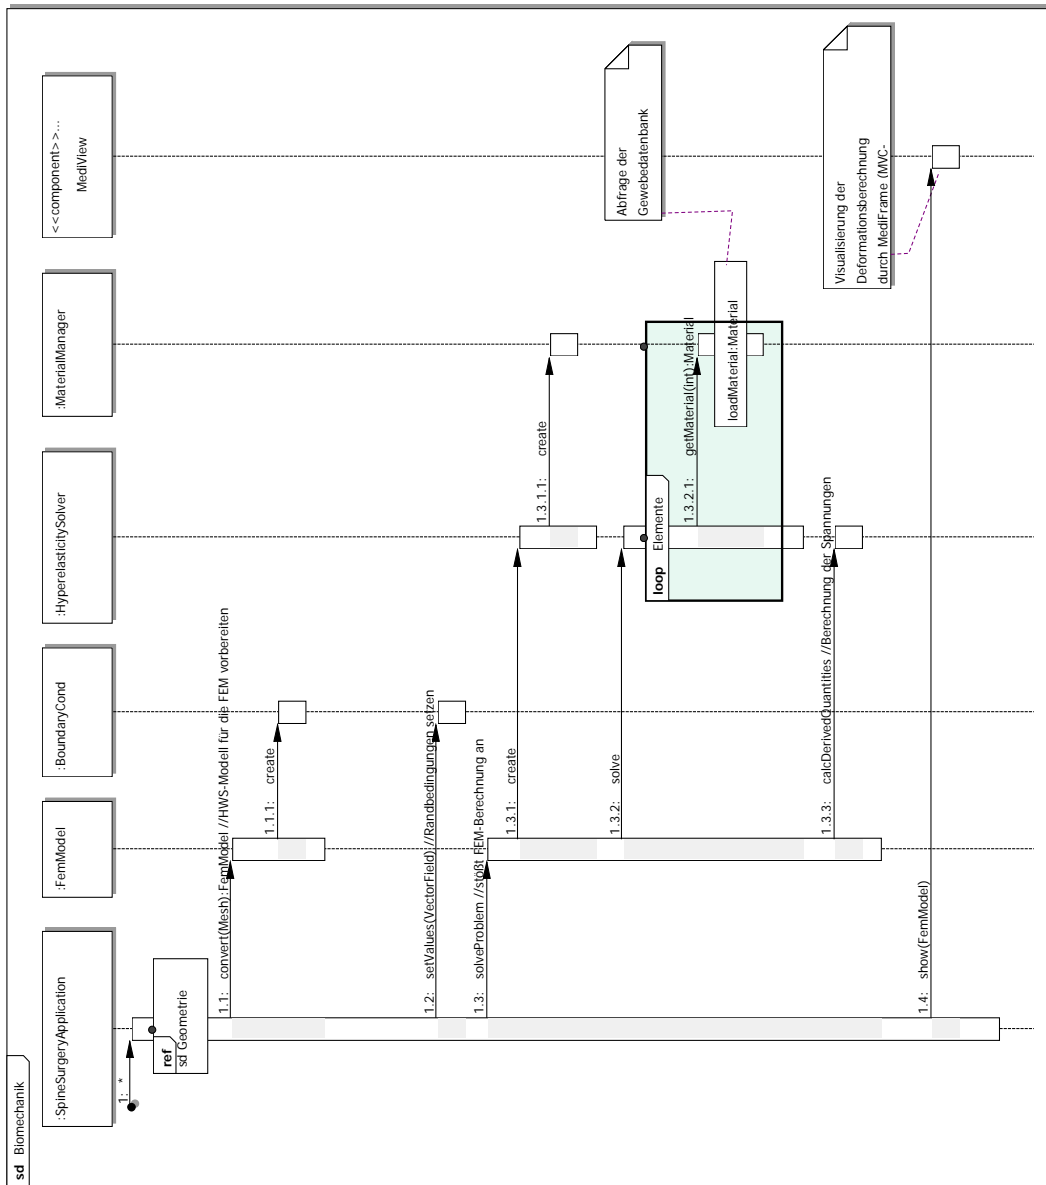 sd Biomechanik
:SpineSurgeryApplication
:FemModel
:BoundaryCond
:HyperelasticitySolver
:MaterialManager
<<component>>...
MediView
1: *
ref
sd Geometrie
1.1: convert(Mesh):FemModel //HWS-Modell für die FEM vorbereiten
1.1.1: create
1.2: setValues(VectorField) //Randbedingungen setzen
1.3: solveProblem //stößt FEM-Berechnung an
1.3.1: create
1.3.1.1: create
1.3.2: solve
loop Elemente
1.3.2.1: getMaterial(int):Material
loadMaterial:Material
Abfrage der
Gewebedatenbank
1.3.3: calcDerivedQuantities //Berechnung der Spannungen
Visualisierung der
Deformationsberechnung
durch MediFrame (MVC-
1.4: show(FemModel)